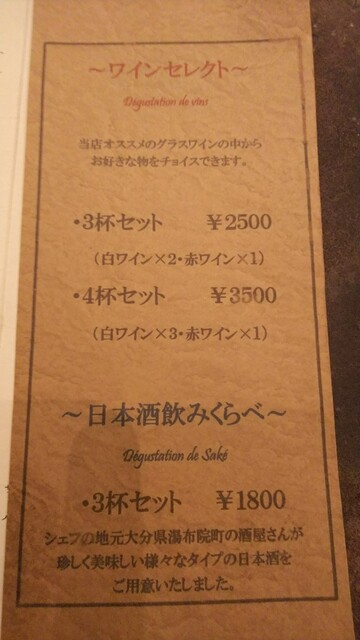 ～ワインセレクト～
Dégustation de vins
当店オススメのグラスワインの中から
お好きな物をチョイスできます。
・3杯セット ￥2500
（白ワイン×2・赤ワイン×1）
・4杯セット ￥3500
（白ワイン×3・赤ワイン×1）
～日本酒飲みくらべ～
Dégustation de Saké
・3杯セット ￥1800
シェフの地元大分県湯布院町の酒屋さんが
珍しく美味しい様々なタイプの日本酒を
ご用意いたしました。